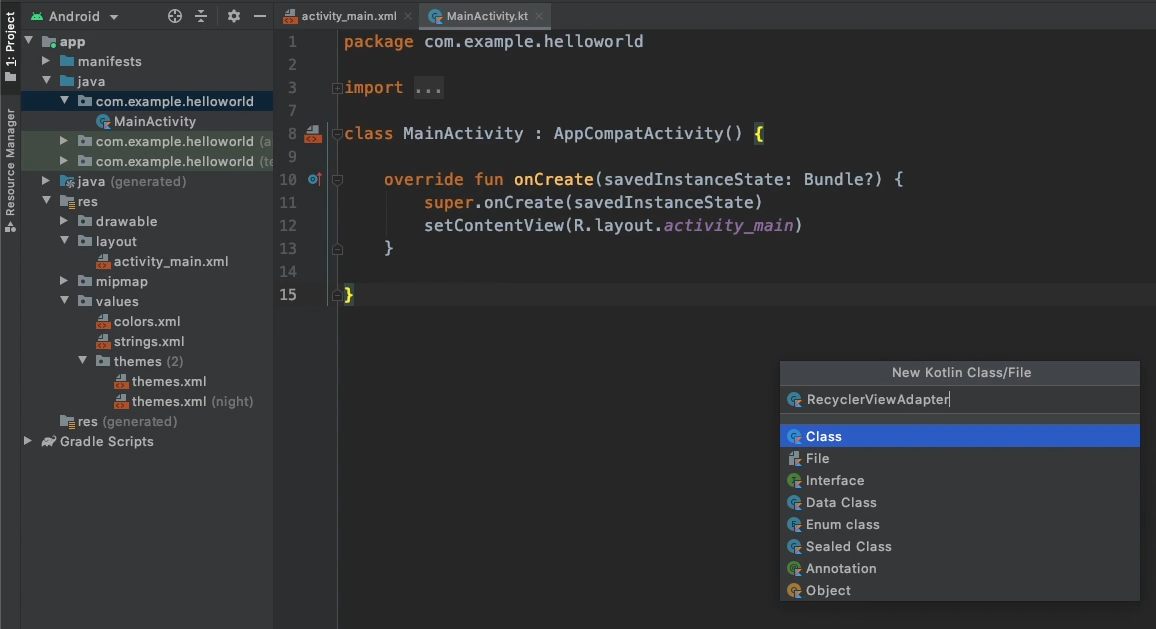 Android
activity_main.xml
MainActivity.kt
1: Project
Resource Manager
app
manifests
java
com.example.helloworld
MainActivity
com.example.helloworld (a
com.example.helloworld (te
java (generated)
res
drawable
layout
activity_main.xml
mipmap
values
colors.xml
strings.xml
themes (2)
themes.xml
themes.xml (night)
res (generated)
Gradle Scripts
1 package com.example.helloworld
2
3 import ...
7
8 class MainActivity : AppCompatActivity() {
9
10 override fun onCreate(savedInstanceState: Bundle?) {
11 super.onCreate(savedInstanceState)
12 setContentView(R.layout.activity_main)
13 }
14
15 }
New Kotlin Class/File
RecyclerViewAdapter
Class
File
Interface
Data Class
Enum class
Sealed Class
Annotation
Object